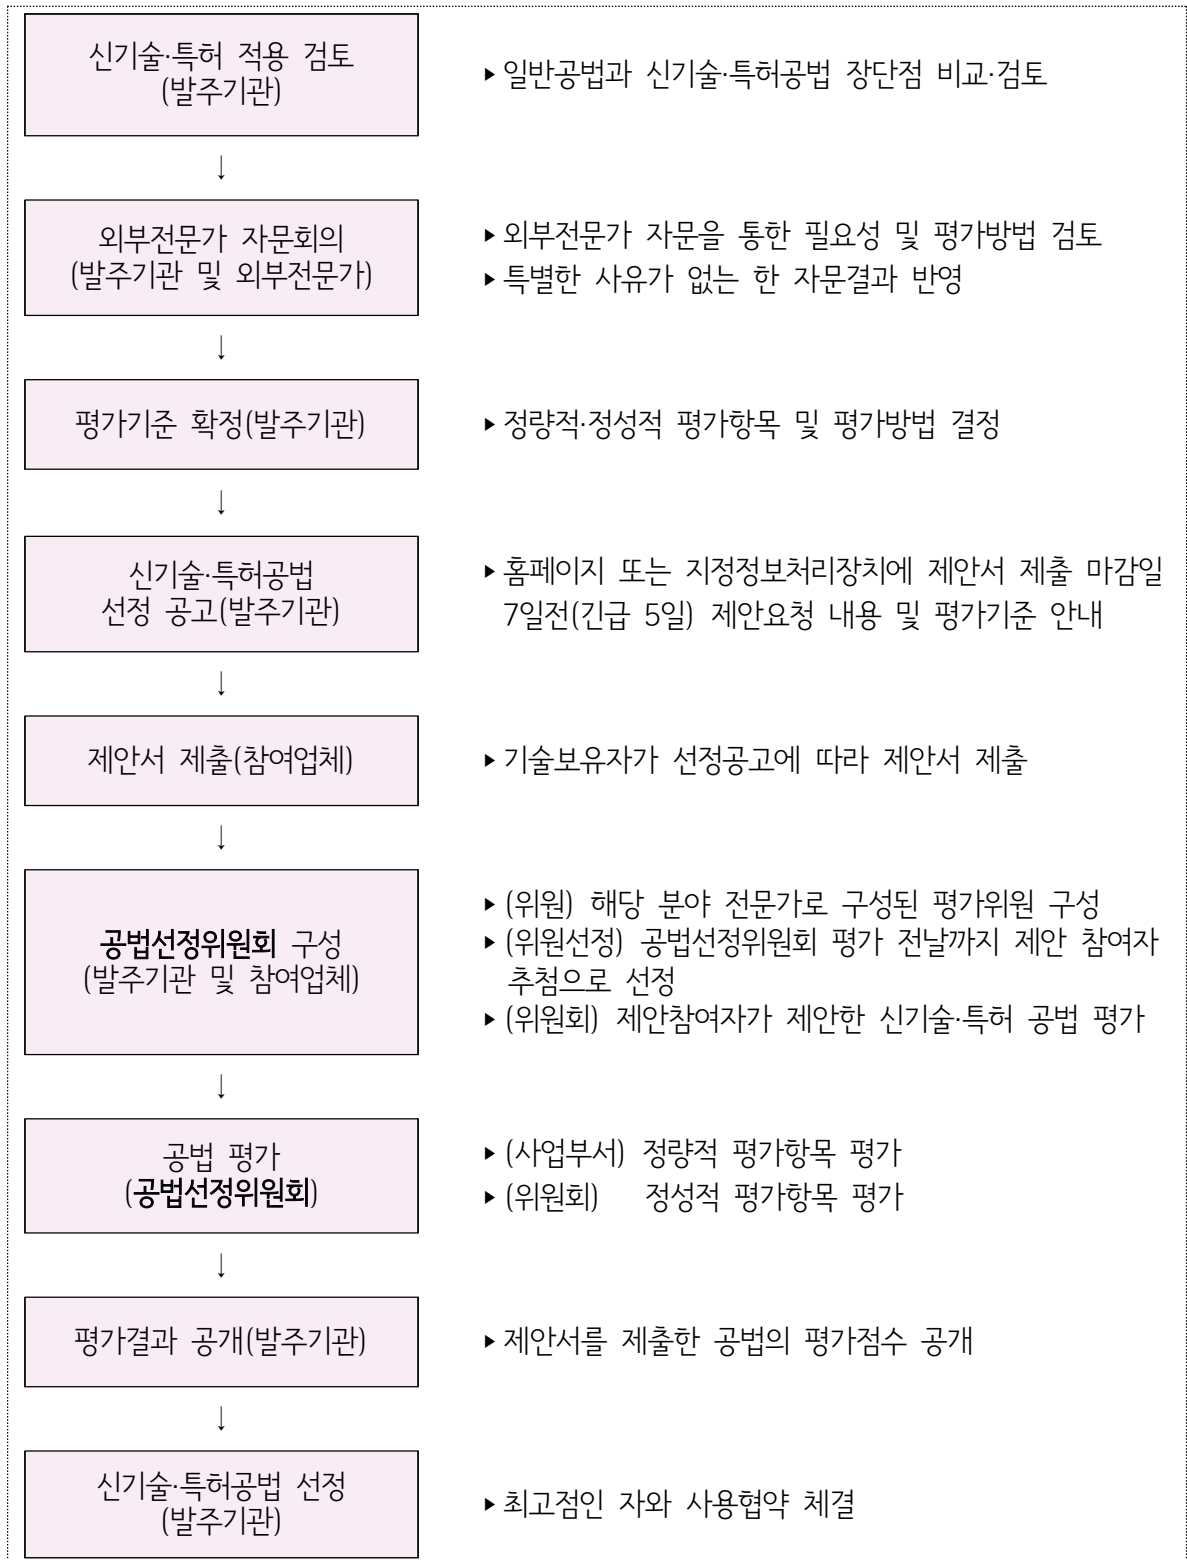 신기술·특허 적용 검토
(발주기관)
▶일반공법과 신기술·특허공법 장단점 비교·검토
↓
외부전문가 자문회의
(발주기관 및 외부전문가)
▶외부전문가 자문을 통한 필요성 및 평가방법 검토
▶특별한 사유가 없는 한 자문결과 반영
↓
평가기준 확정(발주기관)
▶정량적·정성적 평가항목 및 평가방법 결정
↓
신기술·특허공법
선정 공고(발주기관)
▶홈페이지 또는 지정정보처리장치에 제안서 제출 마감일
7일전(긴급 5일) 제안요청 내용 및 평가기준 안내
↓
제안서 제출(참여업체)
▶기술보유자가 선정공고에 따라 제안서 제출
↓
공법선정위원회 구성
(발주기관 및 참여업체)
▶(위원) 해당 분야 전문가로 구성된 평가위원 구성
▶(위원선정) 공법선정위원회 평가 전날까지 제안 참여자
추첨으로 선정
▶(위원회) 제안참여자가 제안한 신기술·특허 공법 평가
↓
공법 평가
(공법선정위원회)
▶(사업부서) 정량적 평가항목 평가
▶(위원회) 정성적 평가항목 평가
↓
평가결과 공개(발주기관)
▶제안서를 제출한 공법의 평가점수 공개
↓
신기술·특허공법 선정
(발주기관)
▶최고점인 자와 사용협약 체결